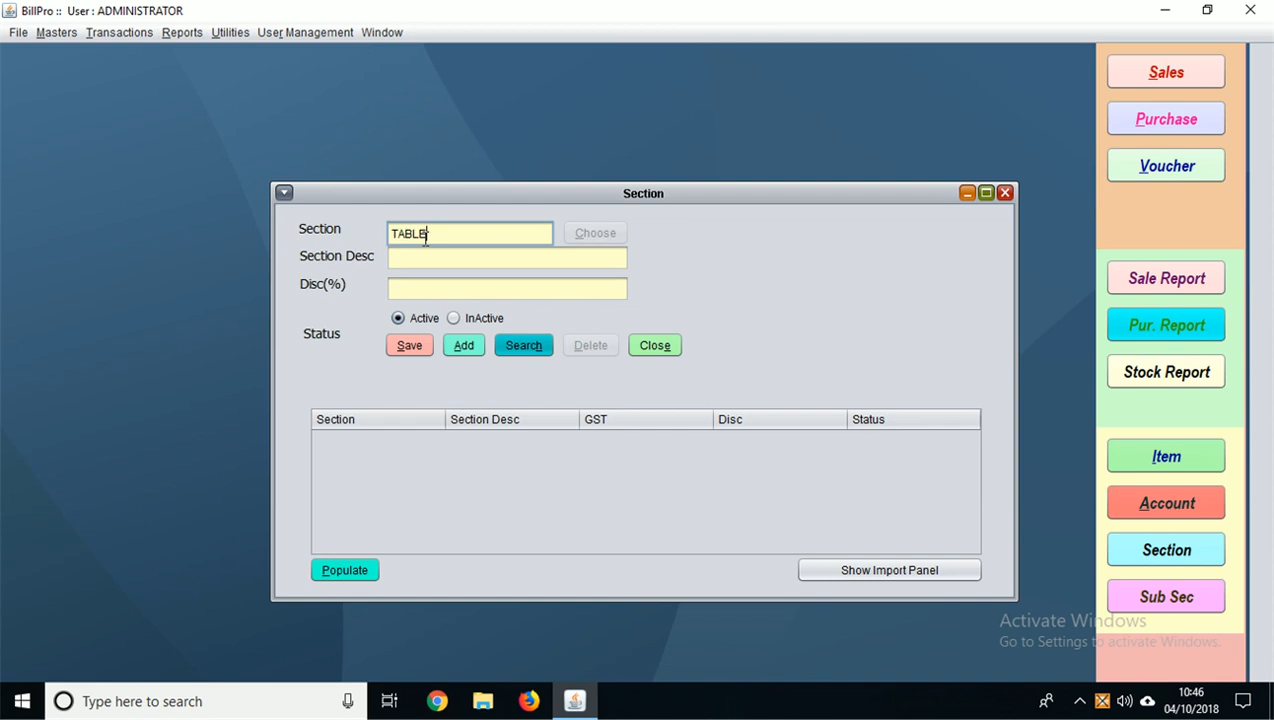 BillPro :: User : ADMINISTRATOR
File Masters Transactions Reports Utilities User Management Window
Sales
Purchase
Voucher
Section
Section TABLE Choose
Section Desc
Disc(%)
Active InActive
Status
Save Add Search Delete Close
Section Section Desc GST Disc Status
Populate Show Import Panel
Sale Report
Pur. Report
Stock Report
Item
Account
Section
Sub Sec
Activate Windows
Go to Settings to activate Windows.
Type here to search
10:46
04/10/2018